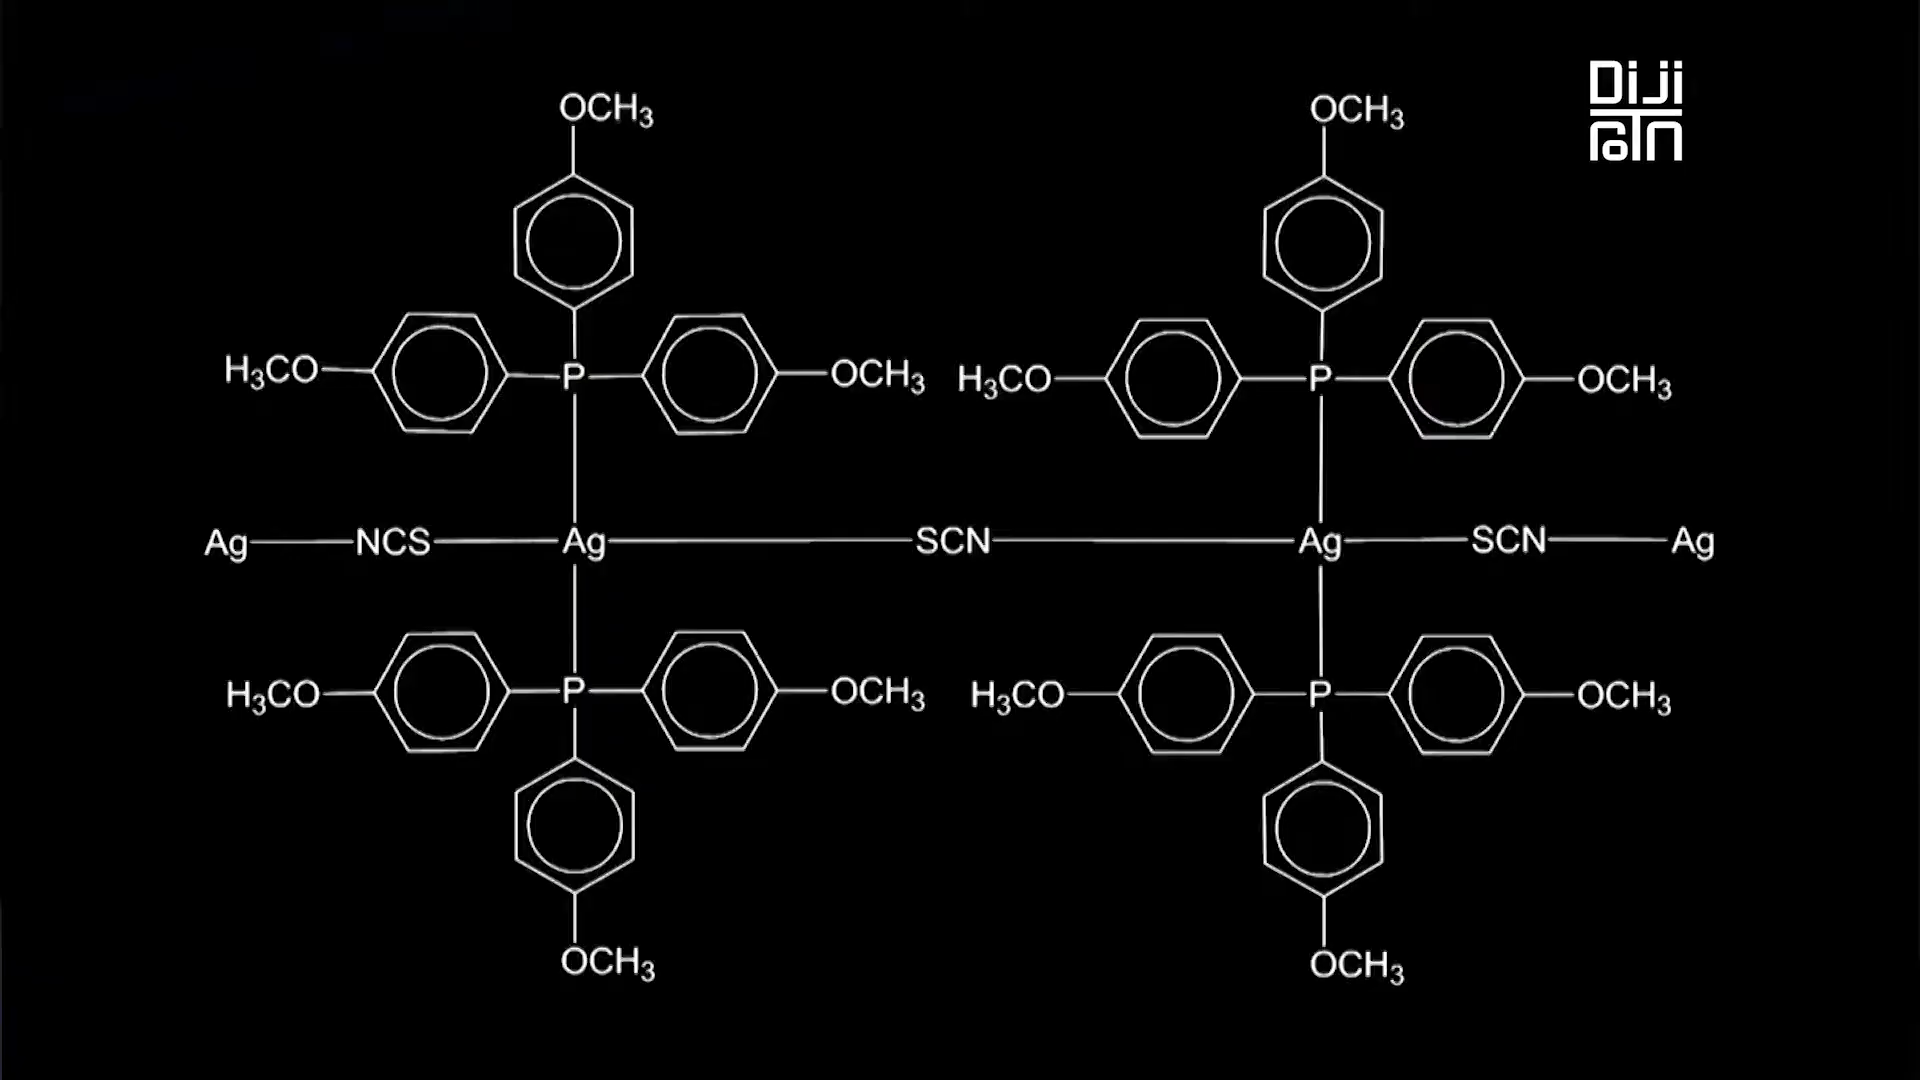 DiJi
ratn
OCH3 OCH3
H3CO P OCH3 H3CO P OCH3
Ag NCS Ag SCN Ag SCN Ag
H3CO P OCH3 H3CO P OCH3
OCH3 OCH3